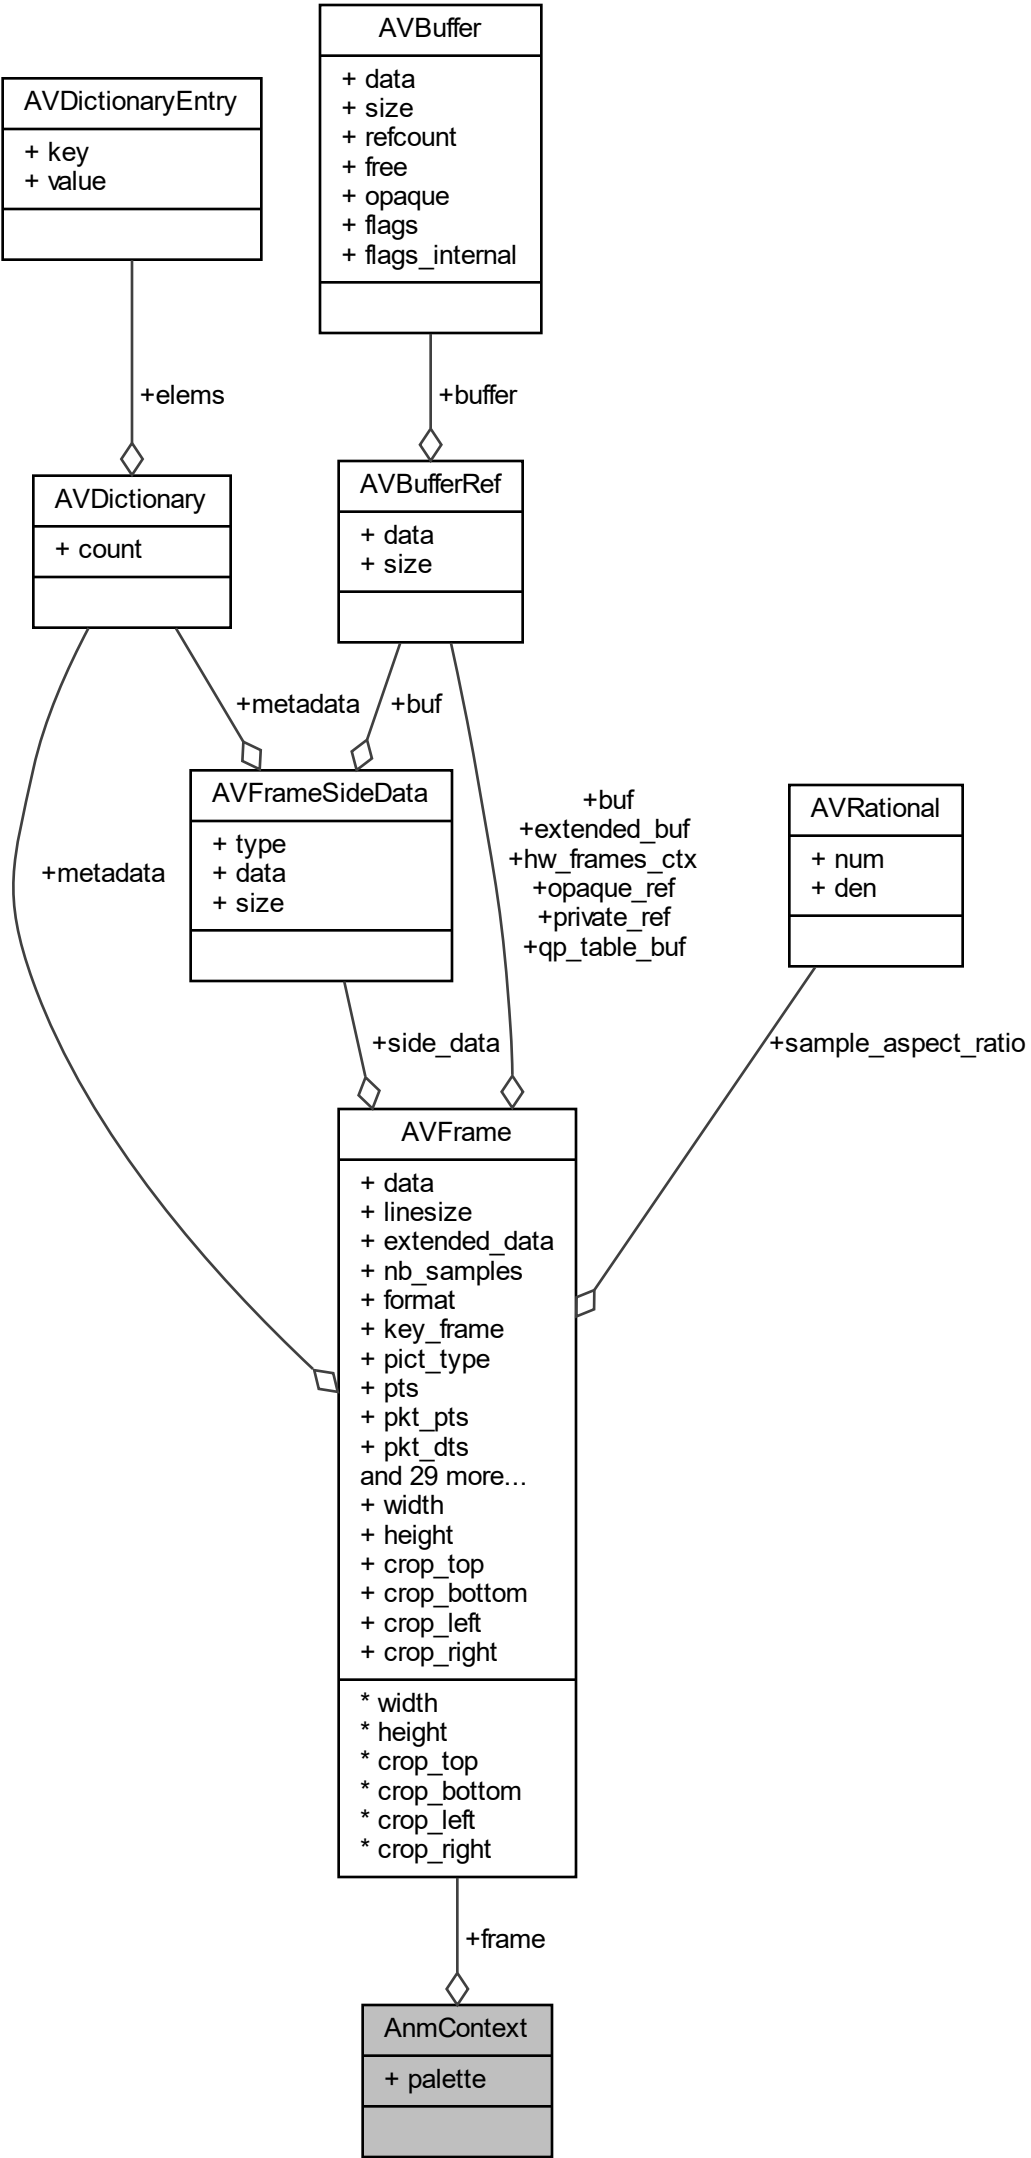 AVBuffer
+ data
+ size
+ refcount
+ free
+ opaque
+ flags
+ flags_internal
AVDictionaryEntry
+ key
+ value
+elems
+buffer
AVDictionary
+ count
AVBufferRef
+ data
+ size
+metadata
+buf
AVFrameSideData
+ type
+ data
+ size
+buf
+extended_buf
+hw_frames_ctx
+opaque_ref
+private_ref
+qp_table_buf
AVRational
+ num
+ den
+metadata
+side_data
+sample_aspect_ratio
AVFrame
+ data
+ linesize
+ extended_data
+ nb_samples
+ format
+ key_frame
+ pict_type
+ pts
+ pkt_pts
+ pkt_dts
and 29 more...
+ width
+ height
+ crop_top
+ crop_bottom
+ crop_left
+ crop_right
* width
* height
* crop_top
* crop_bottom
* crop_left
* crop_right
+frame
AnmContext
+ palette